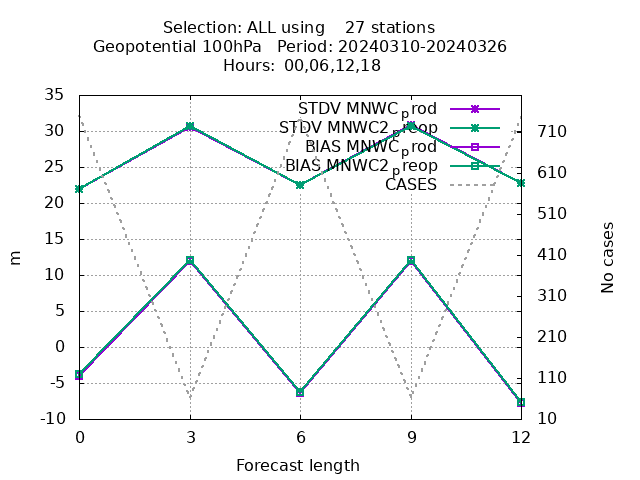 Selection: ALL using    27 stations
Geopotential 100hPa   Period: 20240310-20240326
Hours: 00,06,12,18
STDV MNWC_prod
STDV MNWC2_preop
BIAS MNWC_prod
BIAS MNWC2_preop
CASES
35
30
25
20
15
10
5
0
-5
-10
m
710
610
510
410
310
210
110
10
No cases
0 3 6 9 12
Forecast length